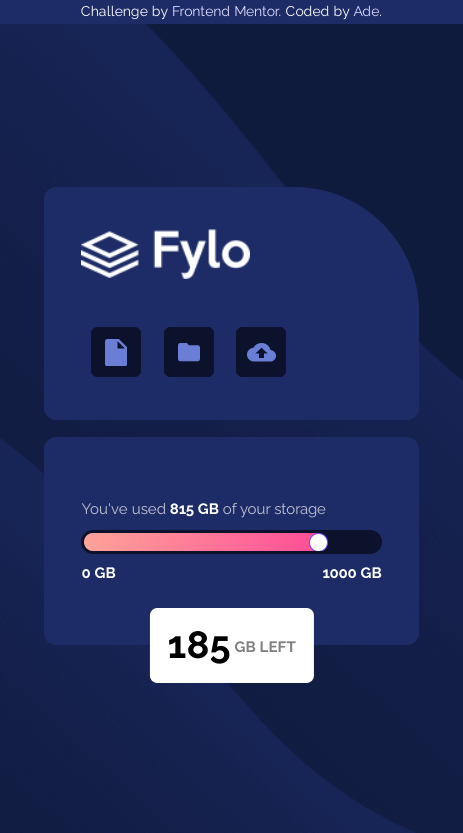 Challenge by Frontend Mentor. Coded by Ade.
Fylo
You've used 815 GB of your storage
0 GB 1000 GB
185 GB LEFT